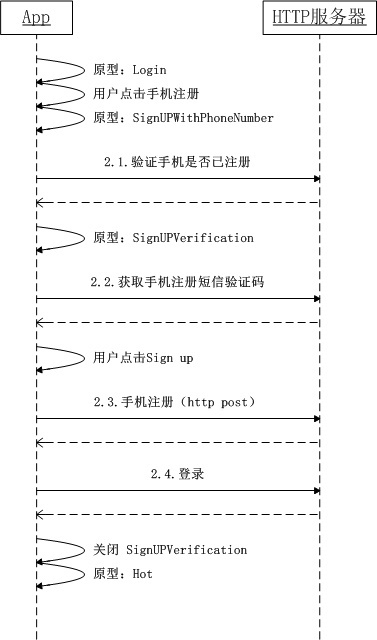 App HTTP服务器
原型：Login
用户点击手机注册
原型：SignUPWithPhoneNumber
2.1.验证手机是否已注册
原型：SignUPVerification
2.2.获取手机注册短信验证码
用户点击Sign up
2.3.手机注册（http post）
2.4.登录
关闭 SignUPVerification
原型：Hot